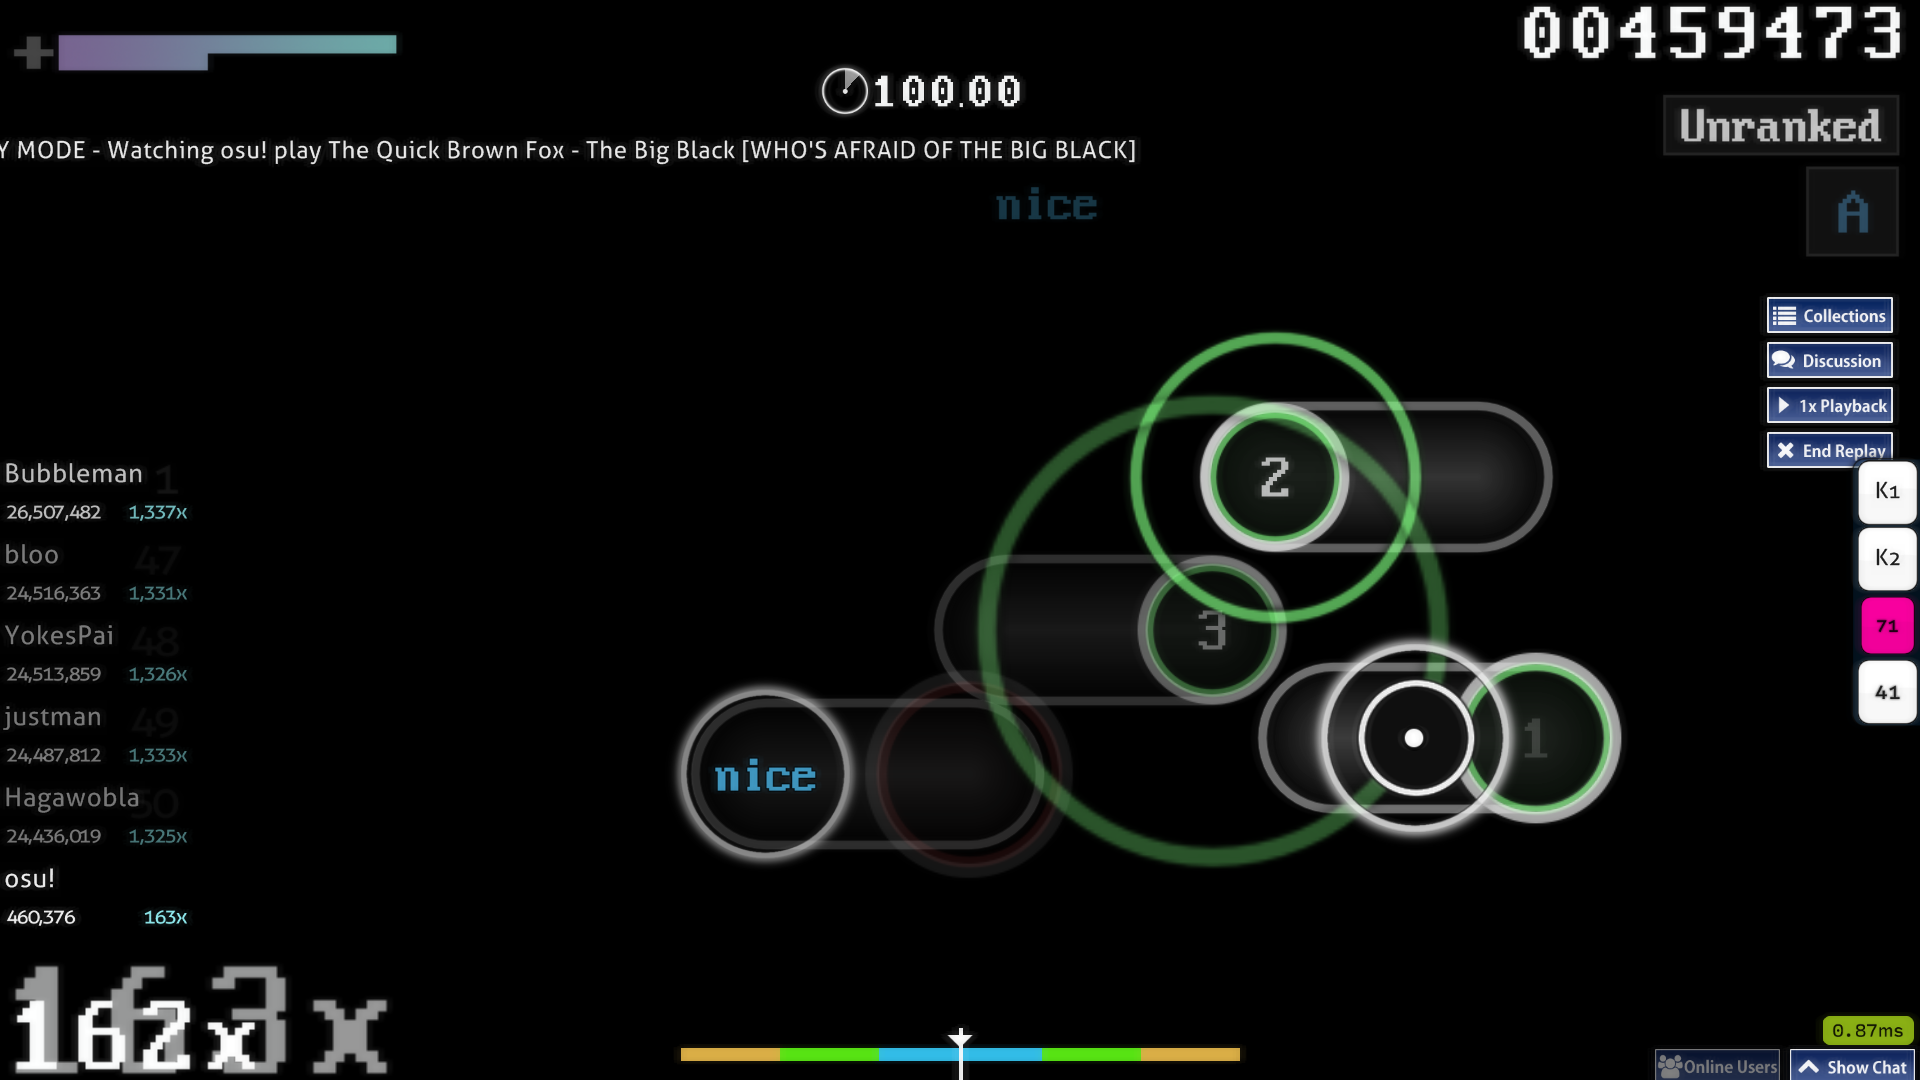 00459473
100.00
Unranked
Y MODE - Watching osu! play The Quick Brown Fox - The Big Black [WHO'S AFRAID OF THE BIG BLACK]
nice
A
Collections
Discussion
1x Playback
End Replay
K1
K2
71
41
2
3
1
nice
Bubbleman 1
26,507,482 1,337x
bloo 47
24,516,363 1,331x
YokesPai 48
24,513,859 1,326x
justman 49
24,487,812 1,333x
Hagawobla 50
24,436,019 1,325x
osu!
460,376 163x
163x
162x
0.87ms
Online Users
Show Chat